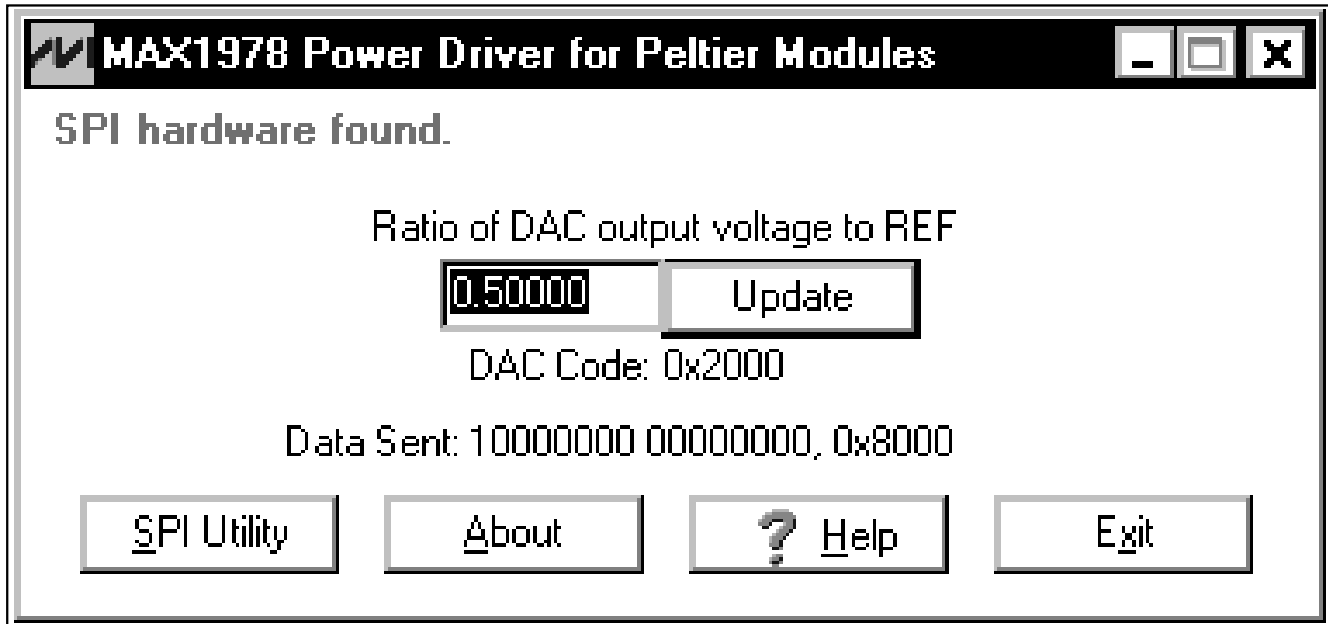 MAX1978 Power Driver for Peltier Modules
SPI hardware found.
Ratio of DAC output voltage to REF
0.50000 Update
DAC Code: 0x2000
Data Sent: 10000000 00000000, 0x8000
SPI Utility About ? Help Exit